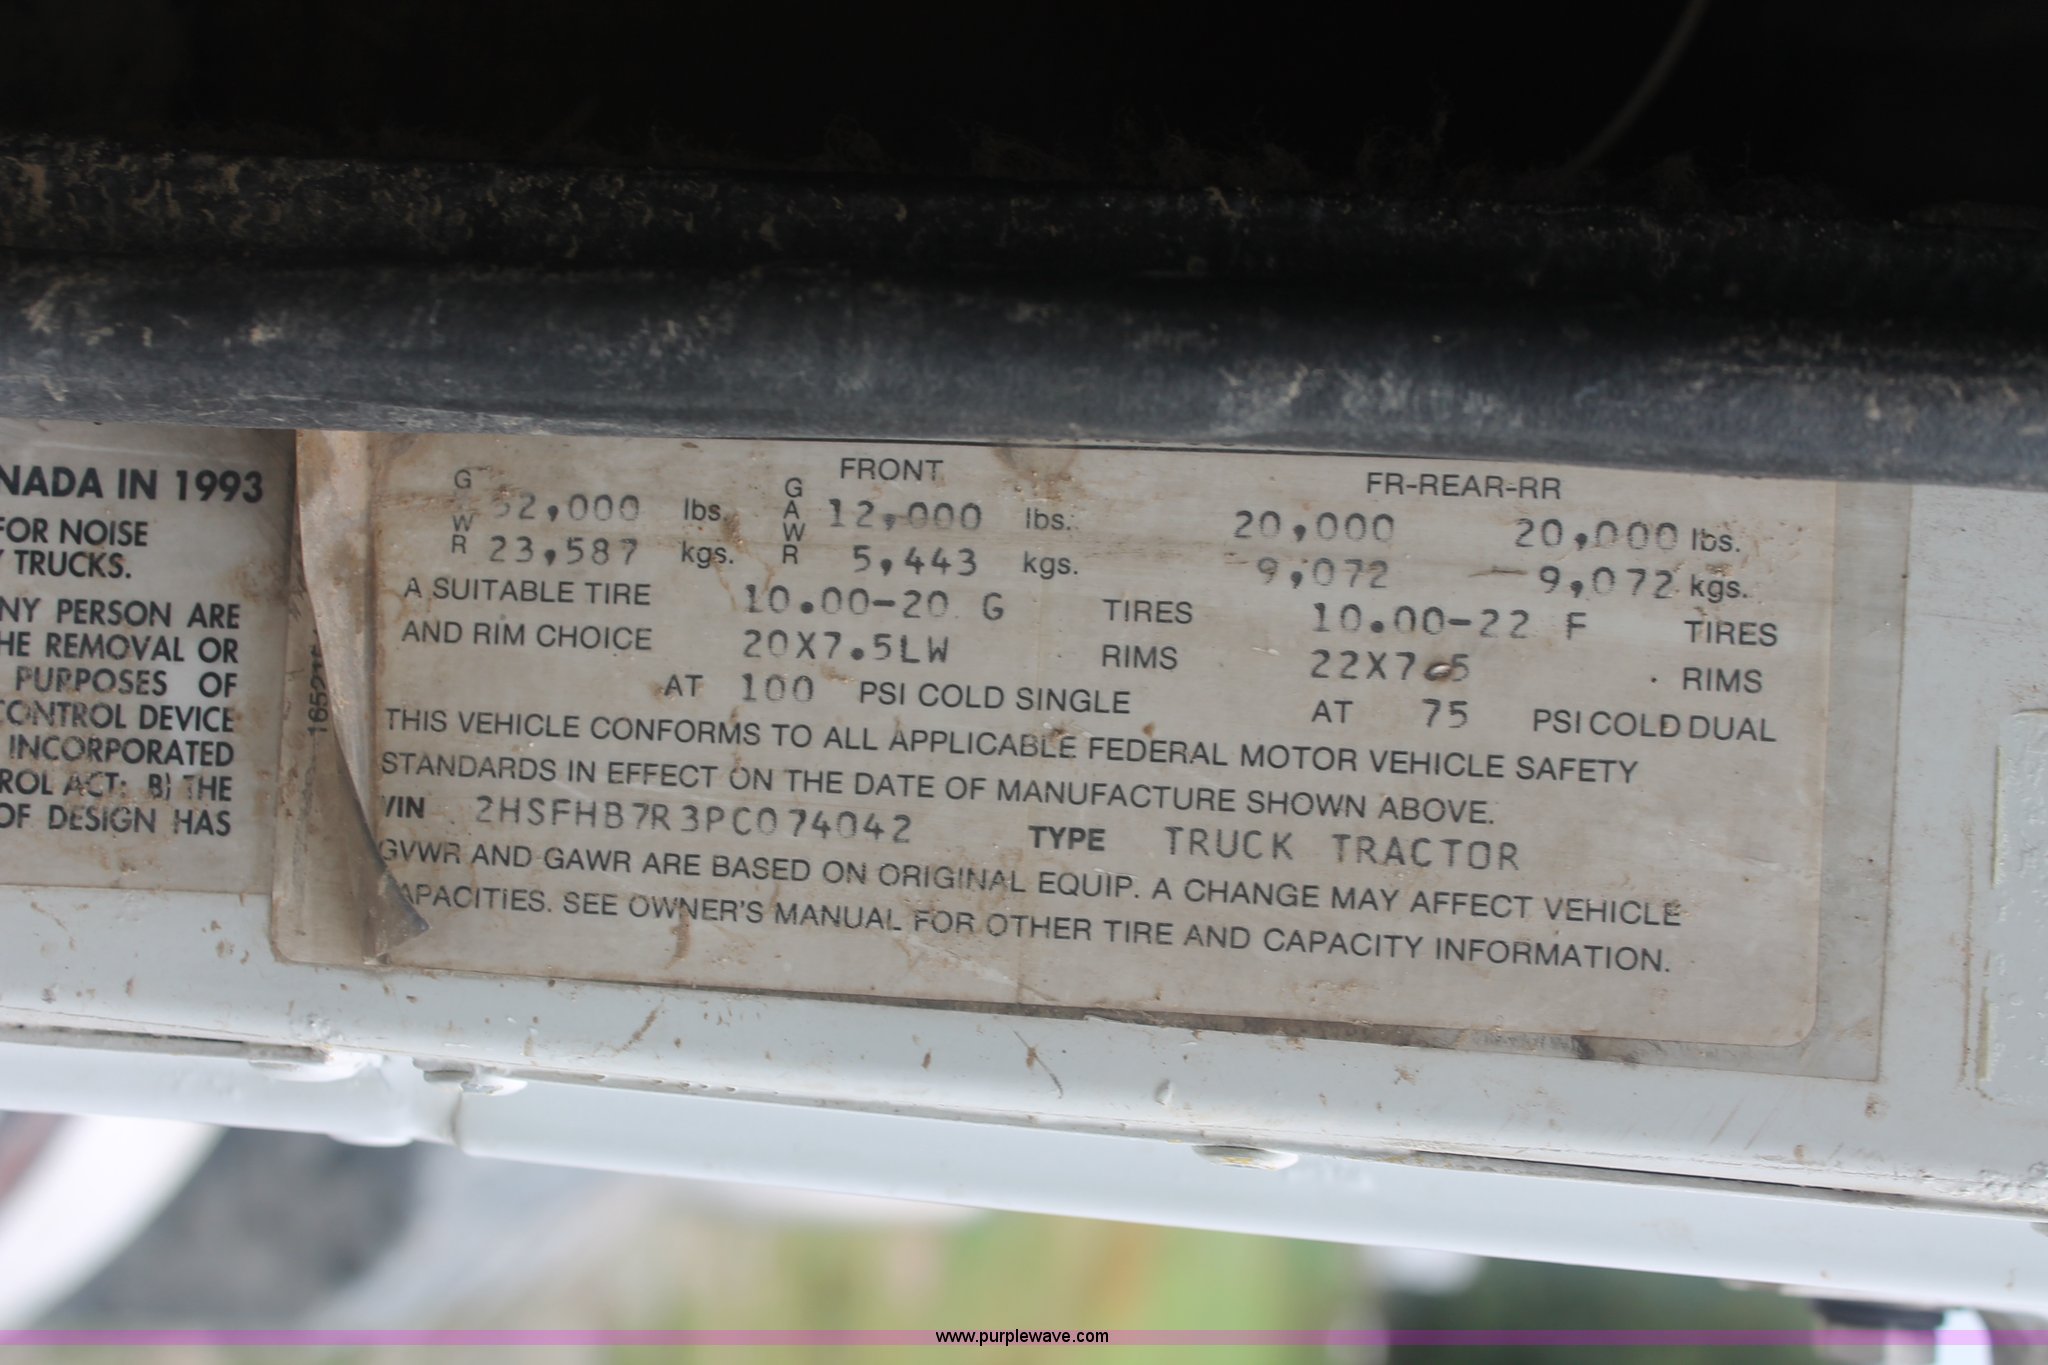 NADA IN 1993
FOR NOISE
Y TRUCKS.
NY PERSON ARE
HE REMOVAL OR
PURPOSES OF
CONTROL DEVICE
INCORPORATED
ROL ACT: B) THE
OF DESIGN HAS
FRONT FR-REAR-RR
G WR 52,000 lbs. GAWR 12,000 lbs. 20,000 20,000 lbs.
23,587 kgs. 5,443 kgs. 9,072 9,072 kgs.
A SUITABLE TIRE 10.00-20 G TIRES 10.00-22 F TIRES
AND RIM CHOICE 20X7.5LW RIMS 22X7.5 RIMS
AT 100 PSI COLD SINGLE AT 75 PSI COLD DUAL
THIS VEHICLE CONFORMS TO ALL APPLICABLE FEDERAL MOTOR VEHICLE SAFETY
STANDARDS IN EFFECT ON THE DATE OF MANUFACTURE SHOWN ABOVE.
VIN 2HSFHB7R3PC074042 TYPE TRUCK TRACTOR
GVWR AND GAWR ARE BASED ON ORIGINAL EQUIP. A CHANGE MAY AFFECT VEHICLE
APACITIES. SEE OWNER'S MANUAL FOR OTHER TIRE AND CAPACITY INFORMATION.
www.purplewave.com